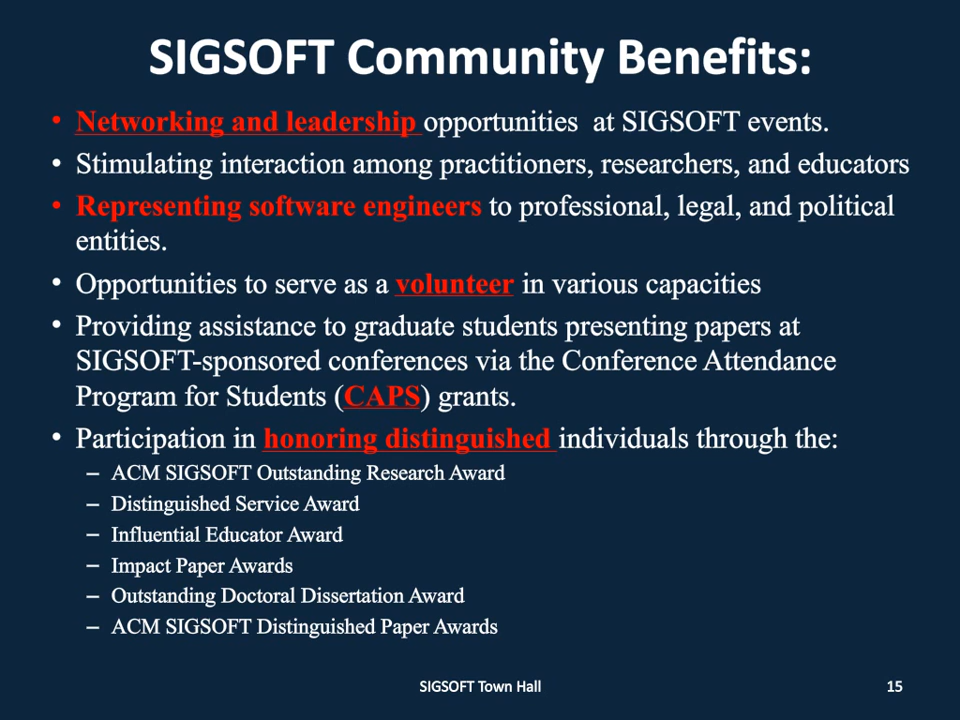 SIGSOFT Community Benefits:
• Networking and leadership opportunities  at SIGSOFT events.
• Stimulating interaction among practitioners, researchers, and educators
• Representing software engineers to professional, legal, and political
entities.
• Opportunities to serve as a volunteer in various capacities
• Providing assistance to graduate students presenting papers at
SIGSOFT-sponsored conferences via the Conference Attendance
Program for Students (CAPS) grants.
• Participation in honoring distinguished individuals through the:
– ACM SIGSOFT Outstanding Research Award
– Distinguished Service Award
– Influential Educator Award
– Impact Paper Awards
– Outstanding Doctoral Dissertation Award
– ACM SIGSOFT Distinguished Paper Awards
SIGSOFT Town Hall
15